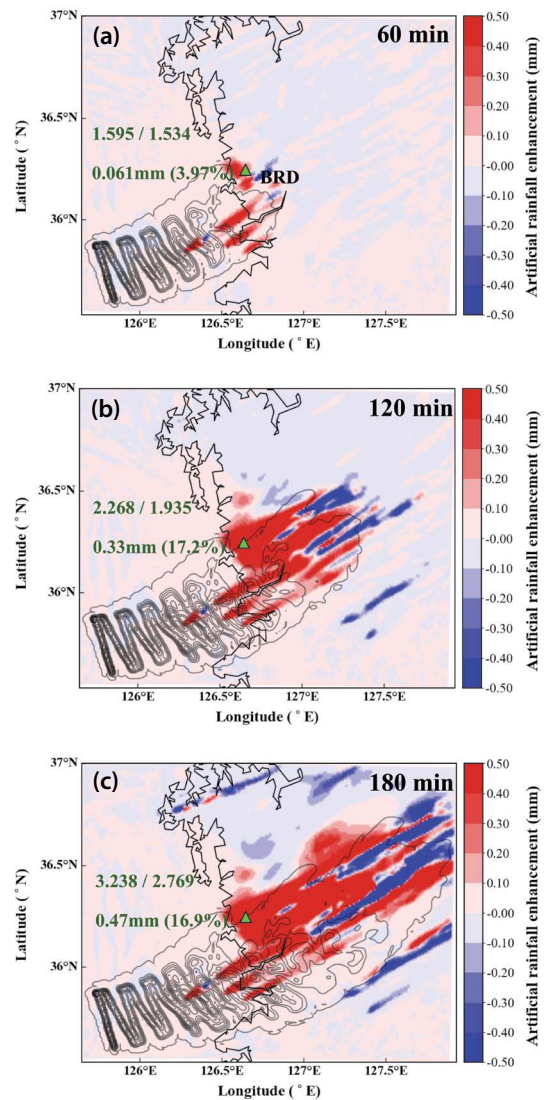 (a)
60 min
37°N
36.5°N
36°N
Latitude (°N)
1.595 / 1.534
0.061mm (3.97%)
BRD
126°E
126.5°E
127°E
127.5°E
Longitude (°E)
0.50
0.40
0.30
0.20
0.10
0.00
-0.00
-0.10
-0.20
-0.30
-0.40
-0.50
Artificial rainfall enhancement (mm)
(b)
120 min
37°N
36.5°N
36°N
Latitude (°N)
2.268 / 1.935
0.33mm (17.2%)
126°E
126.5°E
127°E
127.5°E
Longitude (°E)
0.50
0.40
0.30
0.20
0.10
0.00
-0.00
-0.10
-0.20
-0.30
-0.40
-0.50
Artificial rainfall enhancement (mm)
(c)
180 min
37°N
36.5°N
36°N
Latitude (°N)
3.238 / 2.769
0.47mm (16.9%)
126°E
126.5°E
127°E
127.5°E
Longitude (°E)
0.50
0.40
0.30
0.20
0.10
0.00
-0.00
-0.10
-0.20
-0.30
-0.40
-0.50
Artificial rainfall enhancement (mm)